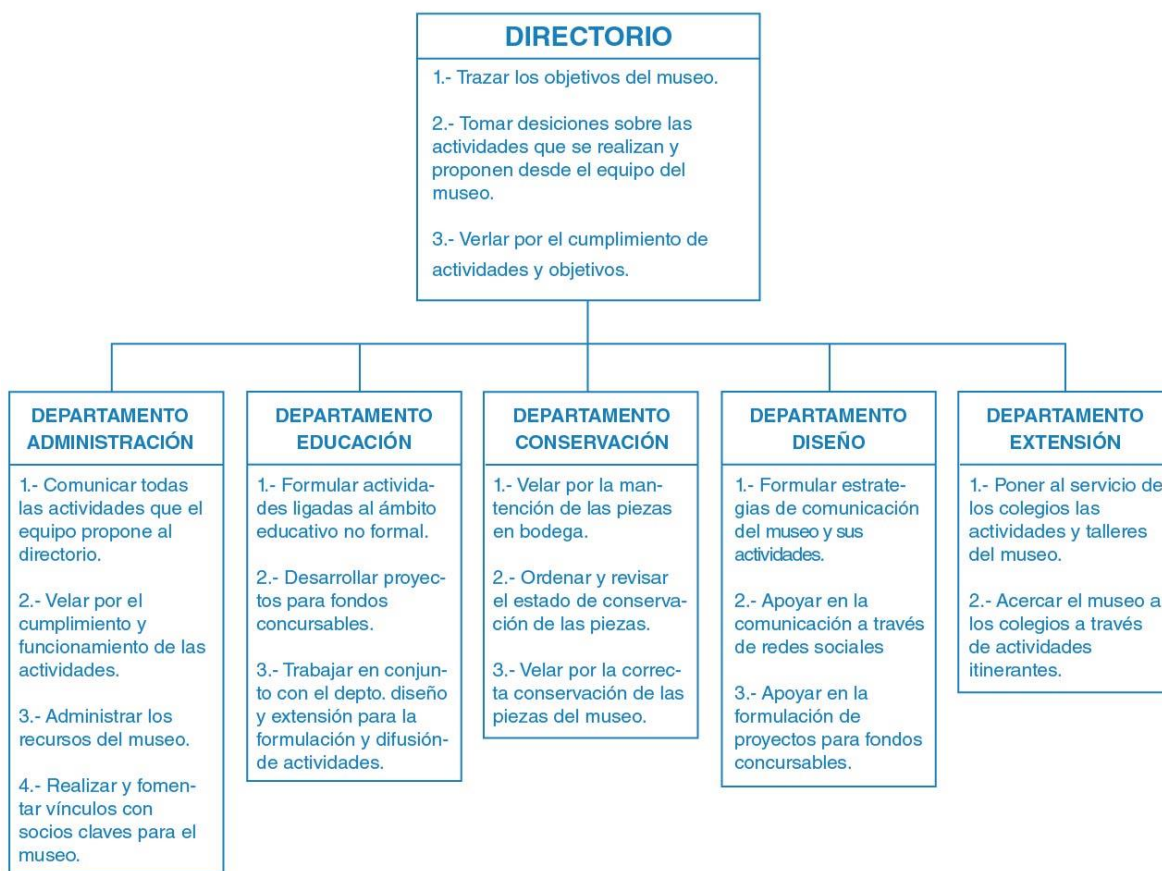 DIRECTORIO
1.- Trazar los objetivos del museo.
2.- Tomar desiciones sobre las
actividades que se realizan y
proponen desde el equipo del
museo.
3.- Verlar por el cumplimiento de
actividades y objetivos.
DEPARTAMENTO
ADMINISTRACIÓN
1.- Comunicar todas
las actividades que el
equipo propone al
directorio.
2.- Velar por el
cumplimiento y
funcionamiento de las
actividades.
3.- Administrar los
recursos del museo.
4.- Realizar y fomen-
tar vínculos con
socios claves para el
museo.
DEPARTAMENTO
EDUCACIÓN
1.- Formular activida-
des ligadas al ámbito
educativo no formal.
2.- Desarrollar proyec-
tos para fondos
concursables.
3.- Trabajar en conjun-
to con el depto. diseño
y extensión para la
formulación y difusión-
de actividades.
DEPARTAMENTO
CONSERVACIÓN
1.- Velar por la man-
tención de las piezas
en bodega.
2.- Ordenar y revisar
el estado de conserva-
ción de las piezas.
3.- Velar por la correc-
ta conservación de las
piezas del museo.
DEPARTAMENTO
DISEÑO
1.- Formular estrate-
gias de comunicación
del museo y sus
actividades.
2.- Apoyar en la
comunicación a través
de redes sociales
3.- Apoyar en la
formulación de
proyectos para fondos
concursables.
DEPARTAMENTO
EXTENSIÓN
1.- Poner al servicio de
los colegios las
actividades y talleres
del museo.
2.- Acercar el museo a
los colegios a través
de actividades
itinerantes.